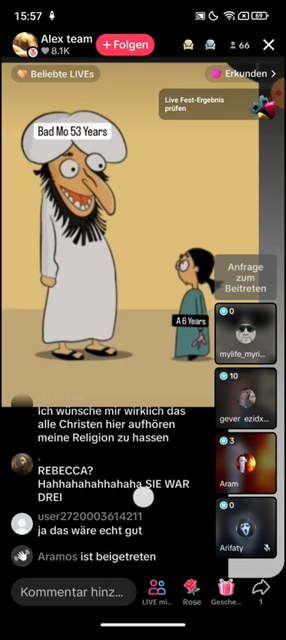 15:57
69
Alex team
8.1K
+ Folgen
66
Beliebte LIVEs
Erkunden >
Live Fest-Ergebnis
prüfen
Bad Mo 53 Years
A 6 Years
Anfrage
zum
Beitreten
0
mylife_myri...
10
gever ezidx...
3
Aram
0
Arifaty
Ich wünsche mir wirklich das
alle Christen hier aufhören
meine Religion zu hassen
.
REBECCA?
Hahhahahahhahaha SIE WAR
DREI
user2720003614211
ja das wäre echt gut
Aramos ist beigetreten
Kommentar hinz...
LIVE mi...
Rose
Gesche...
1